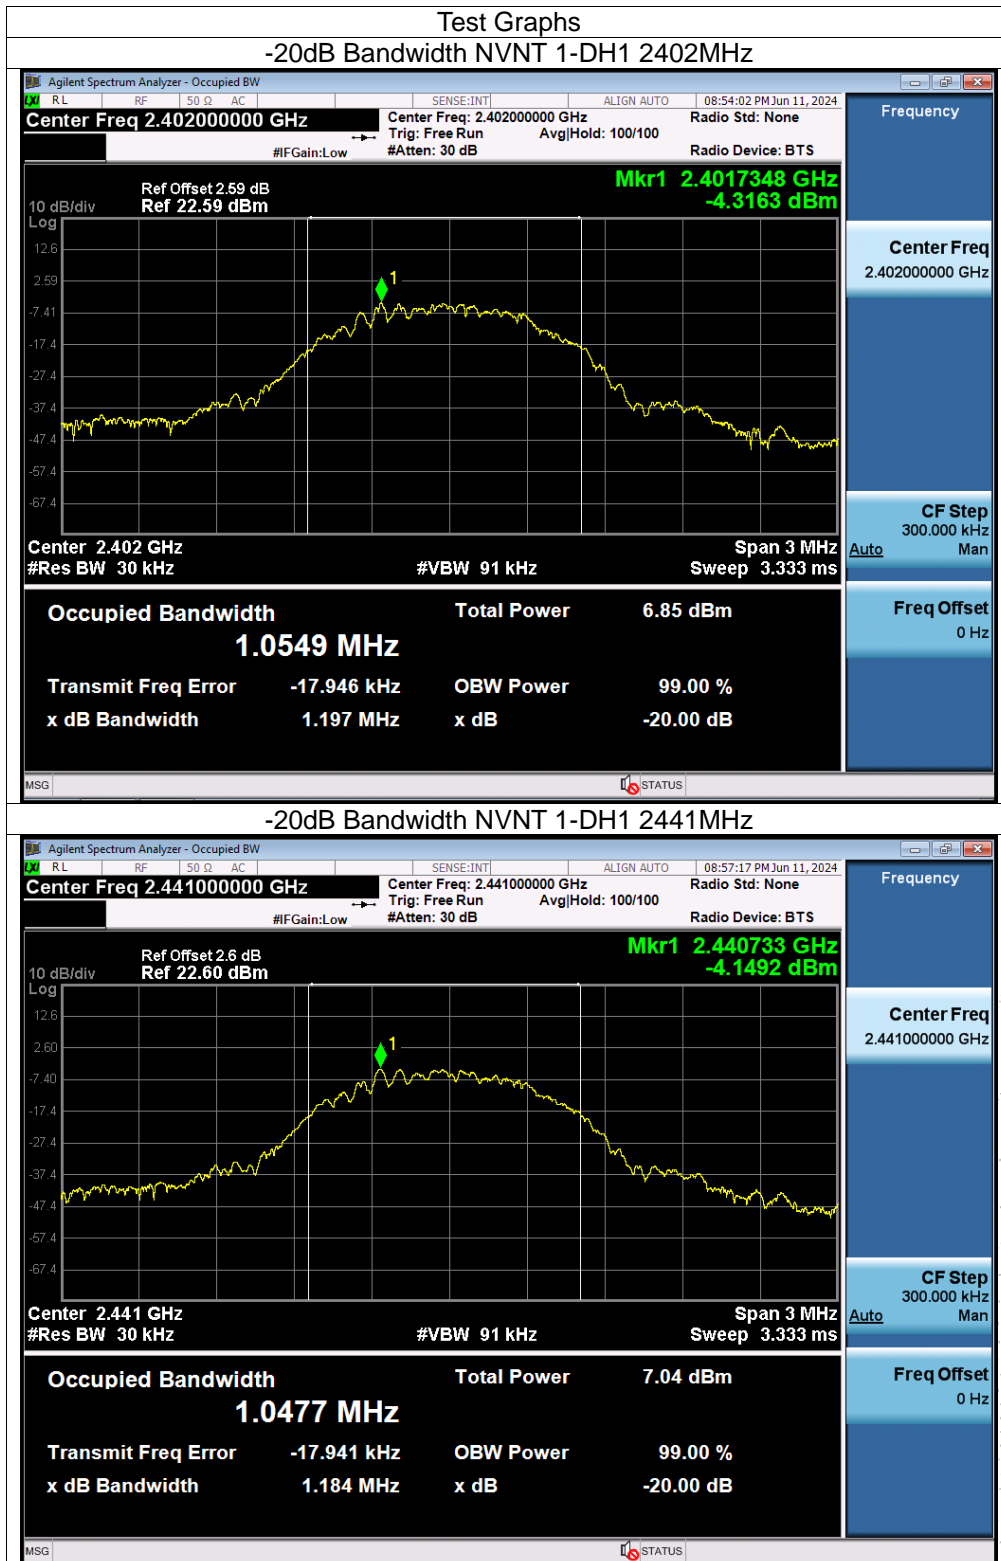 Test Graphs
-20dB Bandwidth NVNT 1-DH1 2402MHz
Agilent Spectrum Analyzer - Occupied BW
LXI RL RF 50 Ω AC SENSE:INT ALIGN AUTO 08:54:02 PM Jun 11, 2024
Center Freq 2.402000000 GHz
Center Freq: 2.402000000 GHz Radio Std: None
Trig: Free Run Avg|Hold: 100/100
#IFGain:Low #Atten: 30 dB Radio Device: BTS
Mkr1 2.4017348 GHz
-4.3163 dBm
Ref Offset 2.59 dB
10 dB/div Ref 22.59 dBm
Log
12.6
2.59
-7.41
-17.4
-27.4
-37.4
-47.4
-57.4
-67.4
1
Center 2.402 GHz Span 3 MHz
#Res BW 30 kHz #VBW 91 kHz Sweep 3.333 ms
Occupied Bandwidth Total Power 6.85 dBm
1.0549 MHz
Transmit Freq Error -17.946 kHz OBW Power 99.00 %
x dB Bandwidth 1.197 MHz x dB -20.00 dB
MSG STATUS
Frequency
Center Freq
2.402000000 GHz
CF Step
300.000 kHz
Auto Man
Freq Offset
0 Hz
-20dB Bandwidth NVNT 1-DH1 2441MHz
Agilent Spectrum Analyzer - Occupied BW
LXI RL RF 50 Ω AC SENSE:INT ALIGN AUTO 08:57:17 PM Jun 11, 2024
Center Freq 2.441000000 GHz
Center Freq: 2.441000000 GHz Radio Std: None
Trig: Free Run Avg|Hold: 100/100
#IFGain:Low #Atten: 30 dB Radio Device: BTS
Mkr1 2.440733 GHz
-4.1492 dBm
Ref Offset 2.6 dB
10 dB/div Ref 22.60 dBm
Log
12.6
2.60
-7.40
-17.4
-27.4
-37.4
-47.4
-57.4
-67.4
1
Center 2.441 GHz Span 3 MHz
#Res BW 30 kHz #VBW 91 kHz Sweep 3.333 ms
Occupied Bandwidth Total Power 7.04 dBm
1.0477 MHz
Transmit Freq Error -17.941 kHz OBW Power 99.00 %
x dB Bandwidth 1.184 MHz x dB -20.00 dB
MSG STATUS
Frequency
Center Freq
2.441000000 GHz
CF Step
300.000 kHz
Auto Man
Freq Offset
0 Hz